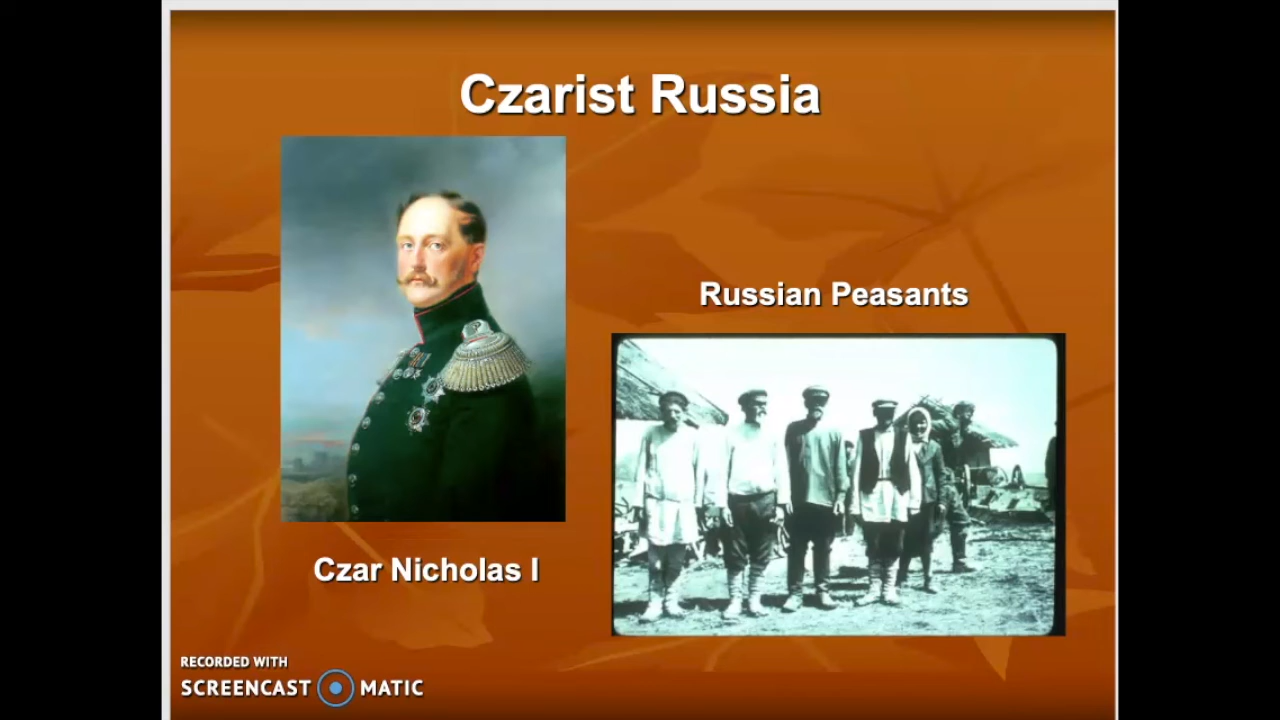 Czarist Russia
Russian Peasants
Czar Nicholas I
RECORDED WITH
SCREENCAST MATIC